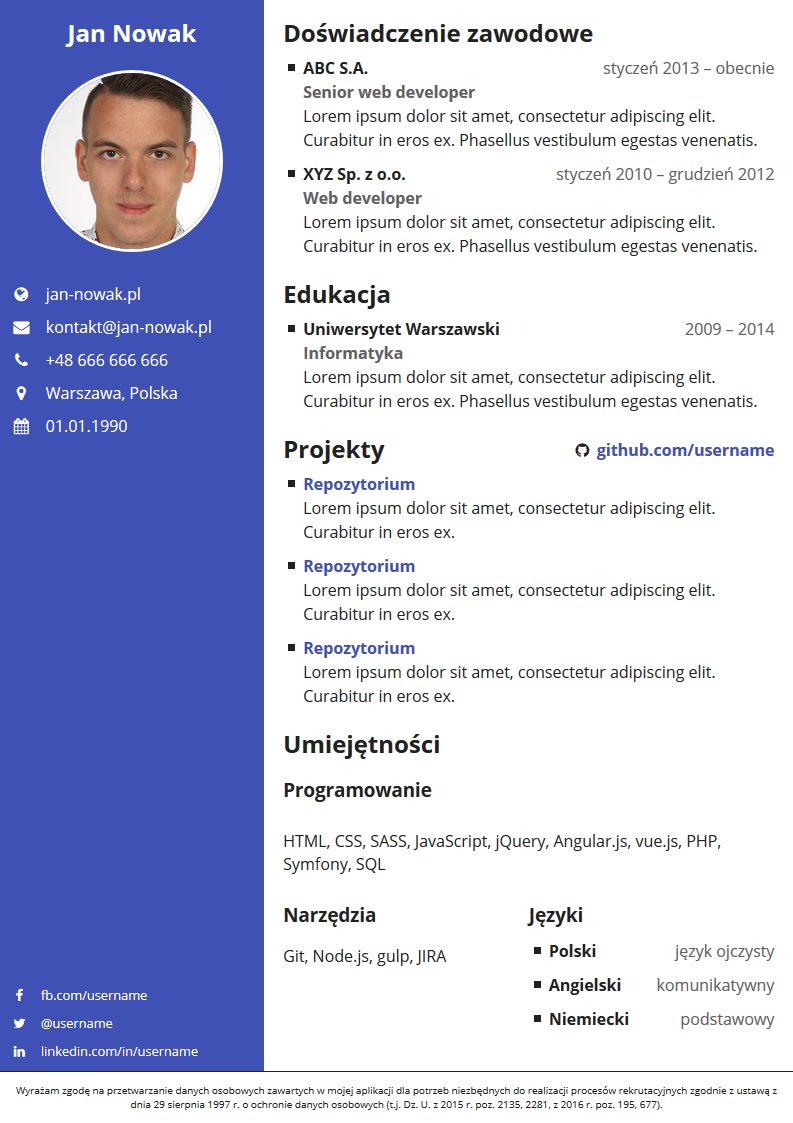 Jan Nowak
jan-nowak.pl
kontakt@jan-nowak.pl
+48 666 666 666
Warszawa, Polska
01.01.1990
fb.com/username
@username
linkedin.com/in/username
Doświadczenie zawodowe
ABC S.A. styczeń 2013 – obecnie
Senior web developer
Lorem ipsum dolor sit amet, consectetur adipiscing elit.
Curabitur in eros ex. Phasellus vestibulum egestas venenatis.
XYZ Sp. z o.o. styczeń 2010 – grudzień 2012
Web developer
Lorem ipsum dolor sit amet, consectetur adipiscing elit.
Curabitur in eros ex. Phasellus vestibulum egestas venenatis.
Edukacja
Uniwersytet Warszawski 2009 – 2014
Informatyka
Lorem ipsum dolor sit amet, consectetur adipiscing elit.
Curabitur in eros ex. Phasellus vestibulum egestas venenatis.
Projekty github.com/username
Repozytorium
Lorem ipsum dolor sit amet, consectetur adipiscing elit.
Curabitur in eros ex.
Repozytorium
Lorem ipsum dolor sit amet, consectetur adipiscing elit.
Curabitur in eros ex.
Repozytorium
Lorem ipsum dolor sit amet, consectetur adipiscing elit.
Curabitur in eros ex.
Umiejętności
Programowanie
HTML, CSS, SASS, JavaScript, jQuery, Angular.js, vue.js, PHP,
Symfony, SQL
Narzędzia
Git, Node.js, gulp, JIRA
Języki
Polski język ojczysty
Angielski komunikatywny
Niemiecki podstawowy
Wyrażam zgodę na przetwarzanie danych osobowych zawartych w mojej aplikacji dla potrzeb niezbędnych do realizacji procesów rekrutacyjnych zgodnie z ustawą z
dnia 29 sierpnia 1997 r. o ochronie danych osobowych (t.j. Dz. U. z 2015 r. poz. 2135, 2281, z 2016 r. poz. 195, 677).